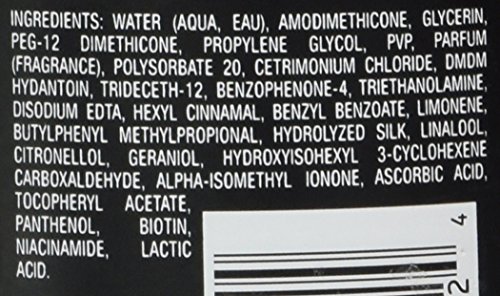 INGREDIENTS: WATER (AQUA, EAU), AMODIMETHICONE, GLYCERIN,
PEG-12 DIMETHICONE, PROPYLENE GLYCOL, PVP, PARFUM
(FRAGRANCE), POLYSORBATE 20, CETRIMONIUM CHLORIDE, DMDM
HYDANTOIN, TRIDECETH-12, BENZOPHENONE-4, TRIETHANOLAMINE,
DISODIUM EDTA, HEXYL CINNAMAL, BENZYL BENZOATE, LIMONENE,
BUTYLPHENYL METHYLPROPIONAL, HYDROLYZED SILK, LINALOOL,
CITRONELLOL, GERANIOL, HYDROXYISOHEXYL 3-CYCLOHEXENE
CARBOXALDEHYDE, ALPHA-ISOMETHYL IONONE, ASCORBIC ACID,
TOCOPHERYL ACETATE,
PANTHENOL, BIOTIN,
NIACINAMIDE, LACTIC
ACID.
4
2